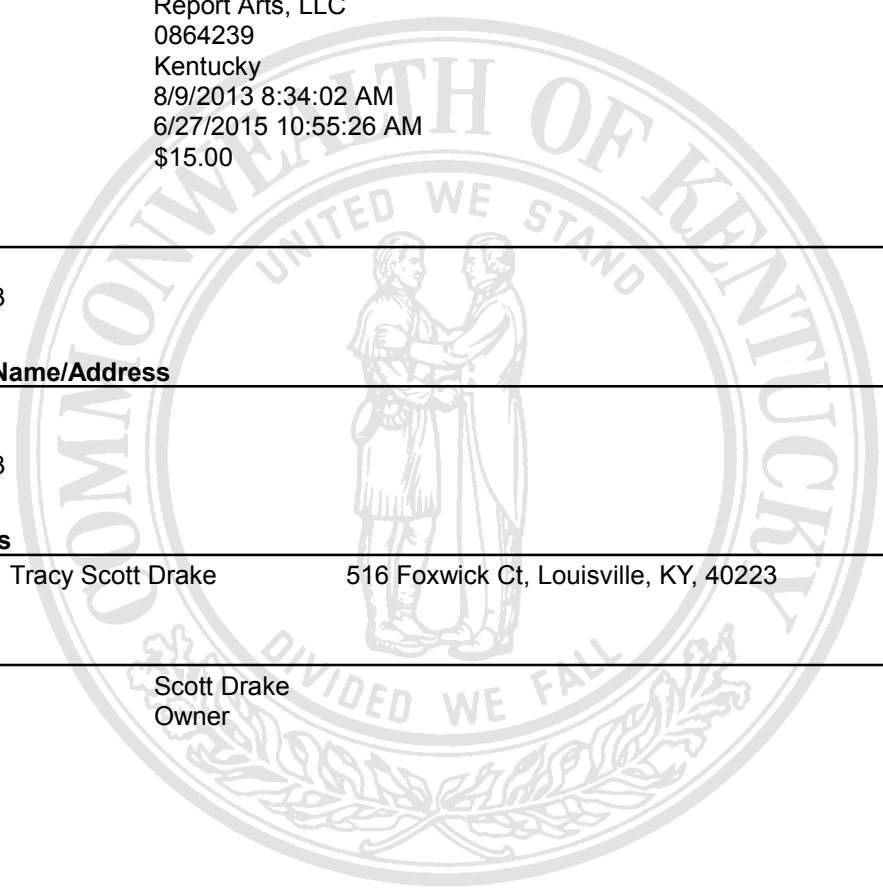 Report Arts, LLC
0864239
Kentucky
8/9/2013 8:34:02 AM
6/27/2015 10:55:26 AM
$15.00
COMMONWEALTH OF KENTUCKY
UNITED WE STAND
Name/Address
s
Tracy Scott Drake 516 Foxwick Ct, Louisville, KY, 40223
DIVIDED WE FALL
Scott Drake
Owner